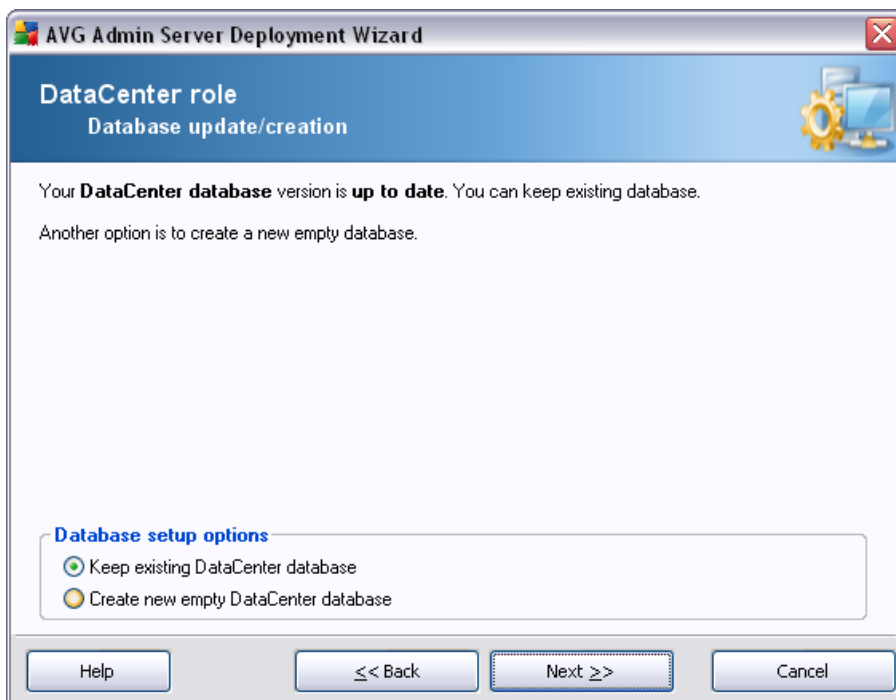 AVG Admin Server Deployment Wizard
DataCenter role
Database update/creation
Your DataCenter database version is up to date. You can keep existing database.
Another option is to create a new empty database.
Database setup options
Keep existing DataCenter database
Create new empty DataCenter database
Help
<< Back
Next >>
Cancel